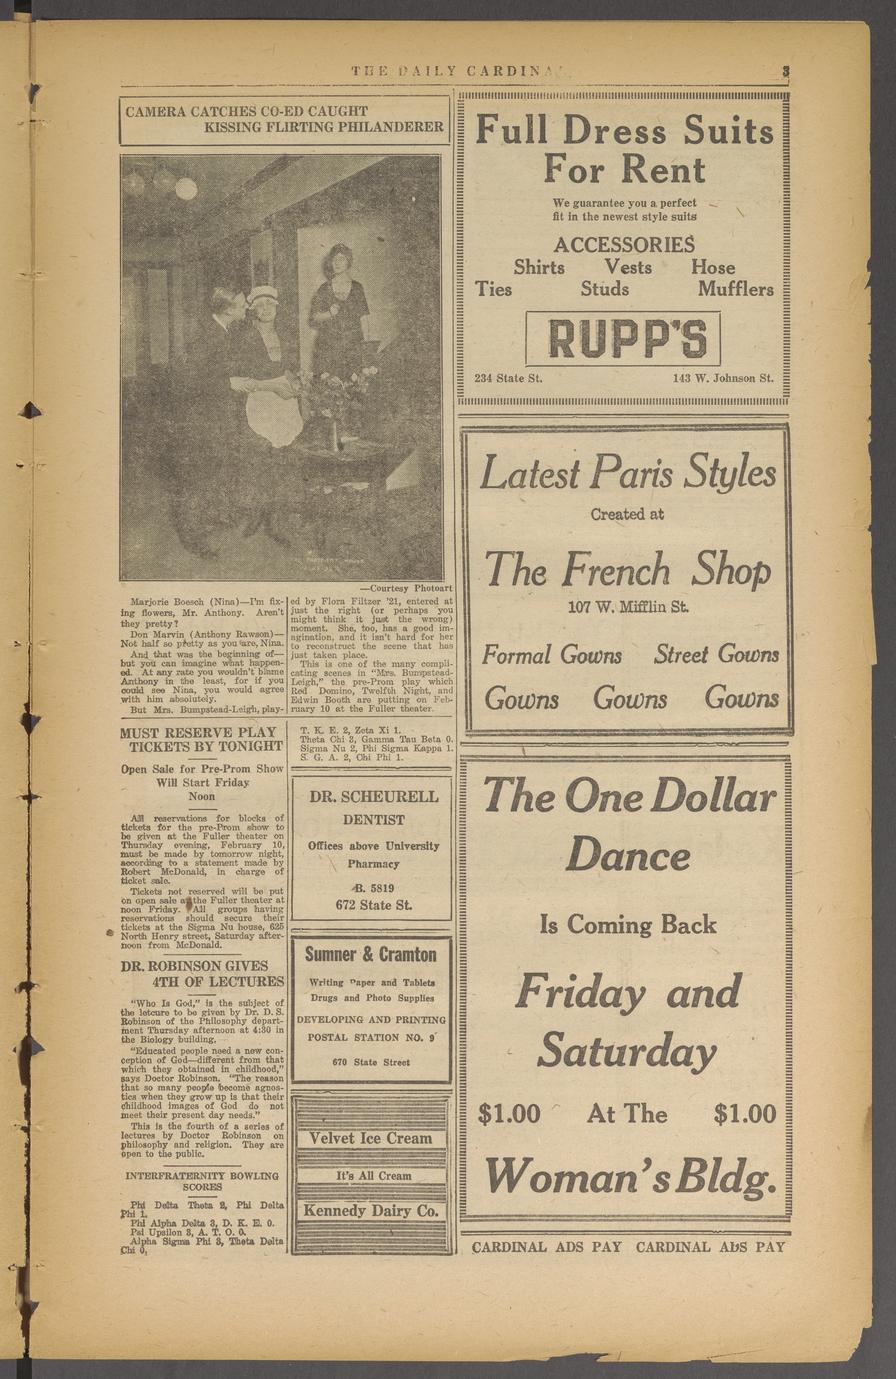 THE DAILY CARDINA
3
CAMERA CATCHES CO-ED CAUGHT
KISSING FLIRTING PHILANDERER
—Courtesy Photoart
Marjorie Boesch (Nina)—I'm fix-
ing flowers, Mr. Anthony. Aren't
they pretty?
Don Marvin (Anthony Rawson)—
Not half so pretty as you are, Nina.
And that was the beginning of—
but you can imagine what happen-
ed. At any rate you wouldn't blame
Anthony in the least, for if you
could see Nina, you would agree
with him absolutely.
But Mrs. Bumpstead-Leigh, play-
ed by Flora Filtzer '21, entered at
just the right (or perhaps you
might think it just the wrong)
moment. She, too, has a good im-
agination, and it isn't hard for her
to reconstruct the scene that has
just taken place.
This is one of the many compli-
cating scenes in "Mrs. Bumpstead-
Leigh," the pre-Prom play which
Red Domino, Twelfth Night, and
Edwin Booth are putting on Feb-
ruary 10 at the Fuller theater.
MUST RESERVE PLAY
TICKETS BY TONIGHT
Open Sale for Pre-Prom Show
Will Start Friday
Noon
All reservations for blocks of
tickets for the pre-Prom show to
be given at the Fuller theater on
Thursday evening, February 10,
must be made by tomorrow night,
according to a statement made by
Robert McDonald, in charge of
ticket sale.
Tickets not reserved will be put
on open sale at the Fuller theater at
noon Friday. All groups having
reservations should secure their
tickets at the Sigma Nu house, 625
North Henry street, Saturday after-
noon from McDonald.
DR. ROBINSON GIVES
4TH OF LECTURES
"Who Is God," is the subject of
the letcure to be given by Dr. D. S.
Robinson of the Philosophy depart-
ment Thursday afternoon at 4:30 in
the Biology building.
"Educated people need a new con-
ception of God—different from that
which they obtained in childhood,"
says Doctor Robinson. "The reason
that so many people become agnos-
tics when they grow up is that their
childhood images of God do not
meet their present day needs."
This is the fourth of a series of
lectures by Doctor Robinson on
philosophy and religion. They are
open to the public.
INTERFRATERNITY BOWLING
SCORES
Phi Delta Theta 2, Phi Delta
Phi 1.
Phi Alpha Delta 3, D. K. E. 0.
Psi Upsilon 3, A. T. O. 0.
Alpha Sigma Phi 3, Theta Delta
Chi 0,
T. K. E. 2, Zeta Xi 1.
Theta Chi 3, Gamma Tau Beta 0.
Sigma Nu 2, Phi Sigma Kappa 1.
S. G. A. 2, Chi Phi 1.
DR. SCHEURELL
DENTIST
Offices above University
Pharmacy
B. 5819
672 State St.
Sumner & Cramton
Writing Paper and Tablets
Drugs and Photo Supplies
DEVELOPING AND PRINTING
POSTAL STATION NO. 9
670 State Street
Velvet Ice Cream
It's All Cream
Kennedy Dairy Co.
Full Dress Suits
For Rent
We guarantee you a perfect
fit in the newest style suits
ACCESSORIES
Shirts Vests Hose
Ties Studs Mufflers
RUPP'S
234 State St. 143 W. Johnson St.
Latest Paris Styles
Created at
The French Shop
107 W. Mifflin St.
Formal Gowns Street Gowns
Gowns Gowns Gowns
The One Dollar
Dance
Is Coming Back
Friday and
Saturday
$1.00 At The $1.00
Woman's Bldg.
CARDINAL ADS PAY CARDINAL ADS PAY